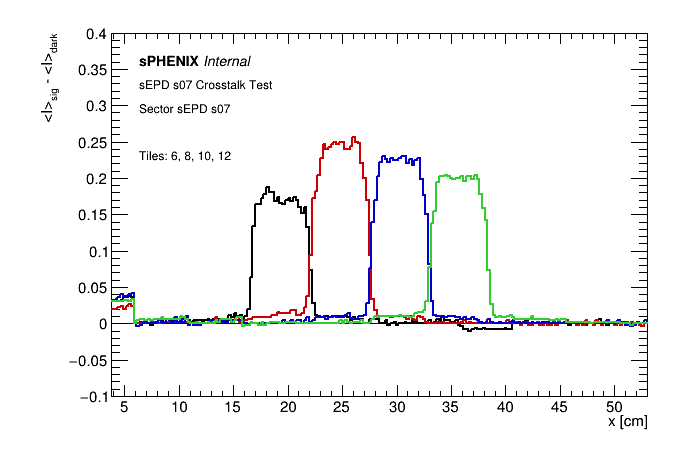 <I>sig - <I>dark
sPHENIX Internal
sEPD s07 Crosstalk Test
Sector sEPD s07
Tiles: 6, 8, 10, 12
0.4
0.35
0.3
0.25
0.2
0.15
0.1
0.05
0
−0.05
−0.1
5 10 15 20 25 30 35 40 45 50
x [cm]